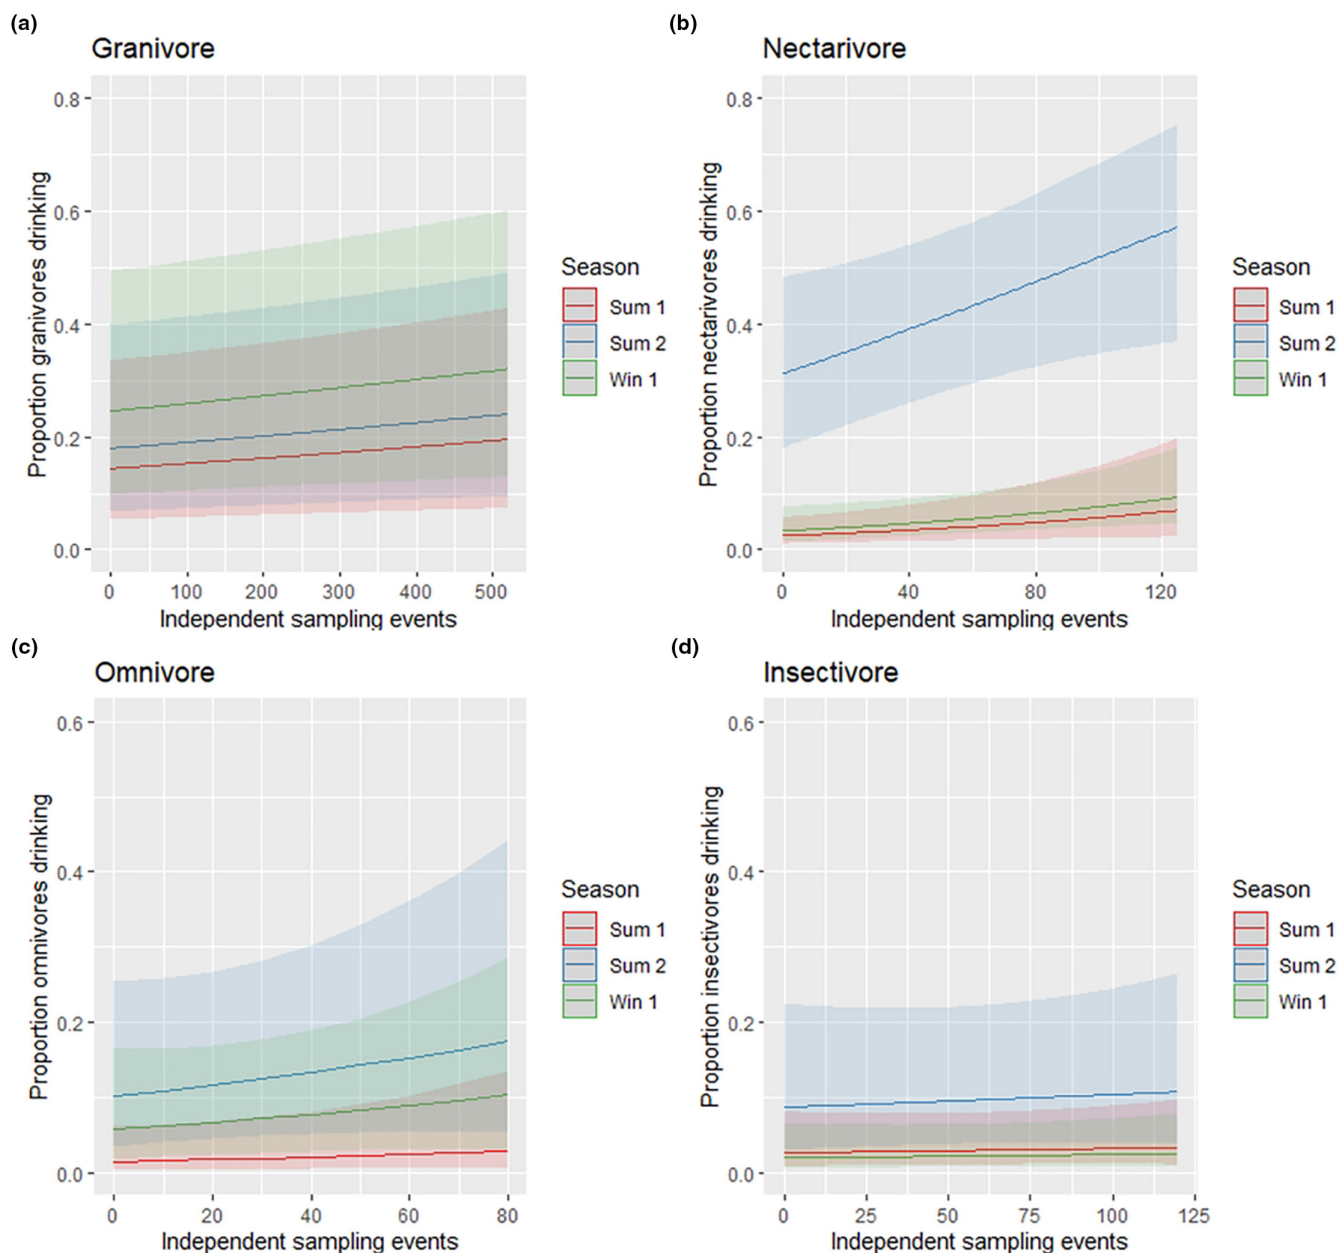 (a)
Granivore
Proportion granivores drinking
0.8
0.6
0.4
0.2
0.0
0 100 200 300 400 500
Independent sampling events
Season
Sum 1
Sum 2
Win 1
(b)
Nectarivore
Proportion nectarivores drinking
0.8
0.6
0.4
0.2
0.0
0 40 80 120
Independent sampling events
Season
Sum 1
Sum 2
Win 1
(c)
Omnivore
Proportion omnivores drinking
0.6
0.4
0.2
0.0
0 20 40 60 80
Independent sampling events
Season
Sum 1
Sum 2
Win 1
(d)
Insectivore
Proportion insectivores drinking
0.6
0.4
0.2
0.0
0 25 50 75 100 125
Independent sampling events
Season
Sum 1
Sum 2
Win 1